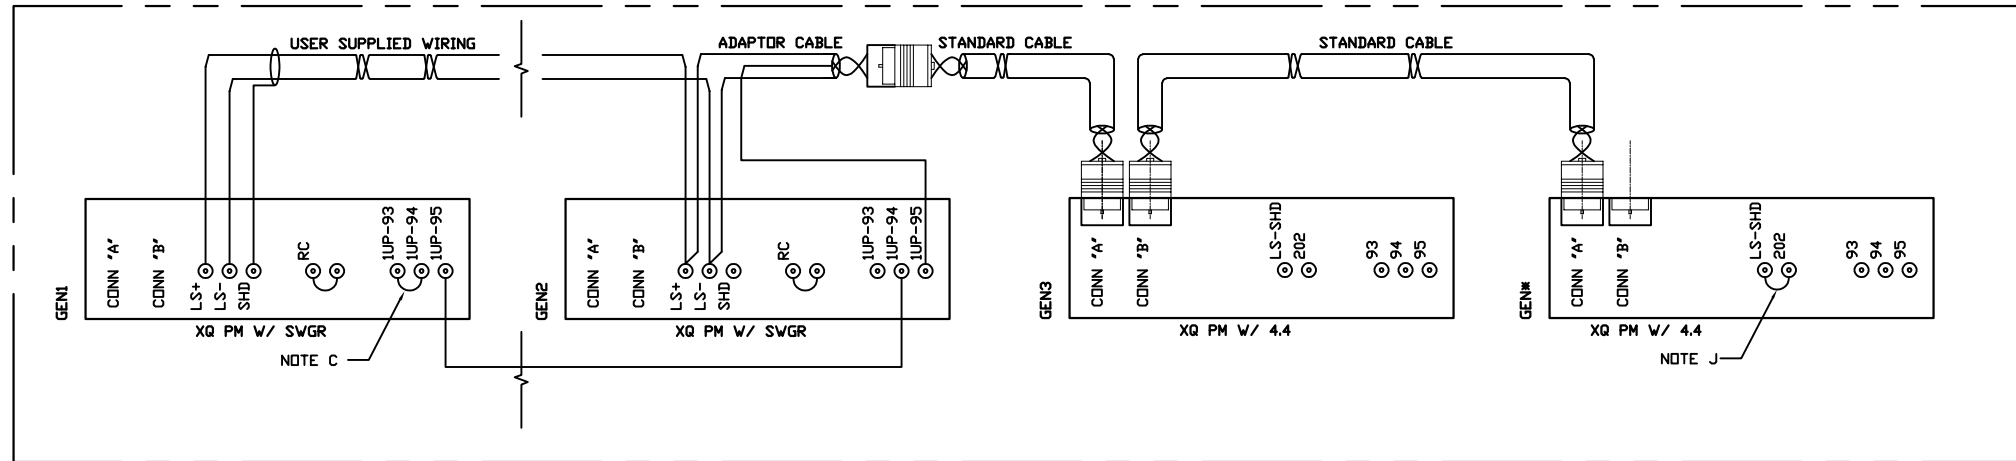 USER SUPPLIED WIRING
ADAPTOR CABLE
STANDARD CABLE
STANDARD CABLE
GEN1
CONN "A"
CONN "B"
LS+
LS-
SHD
RC
1UP-93
1UP-94
1UP-95
XQ PM W/ SWGR
NOTE C
GEN2
CONN "A"
CONN "B"
LS+
LS-
SHD
RC
1UP-93
1UP-94
1UP-95
XQ PM W/ SWGR
GEN3
CONN "A"
CONN "B"
LS-SHD
202
93
94
95
XQ PM W/ 4.4
GEN*
CONN "A"
CONN "B"
LS-SHD
202
93
94
95
XQ PM W/ 4.4
NOTE J